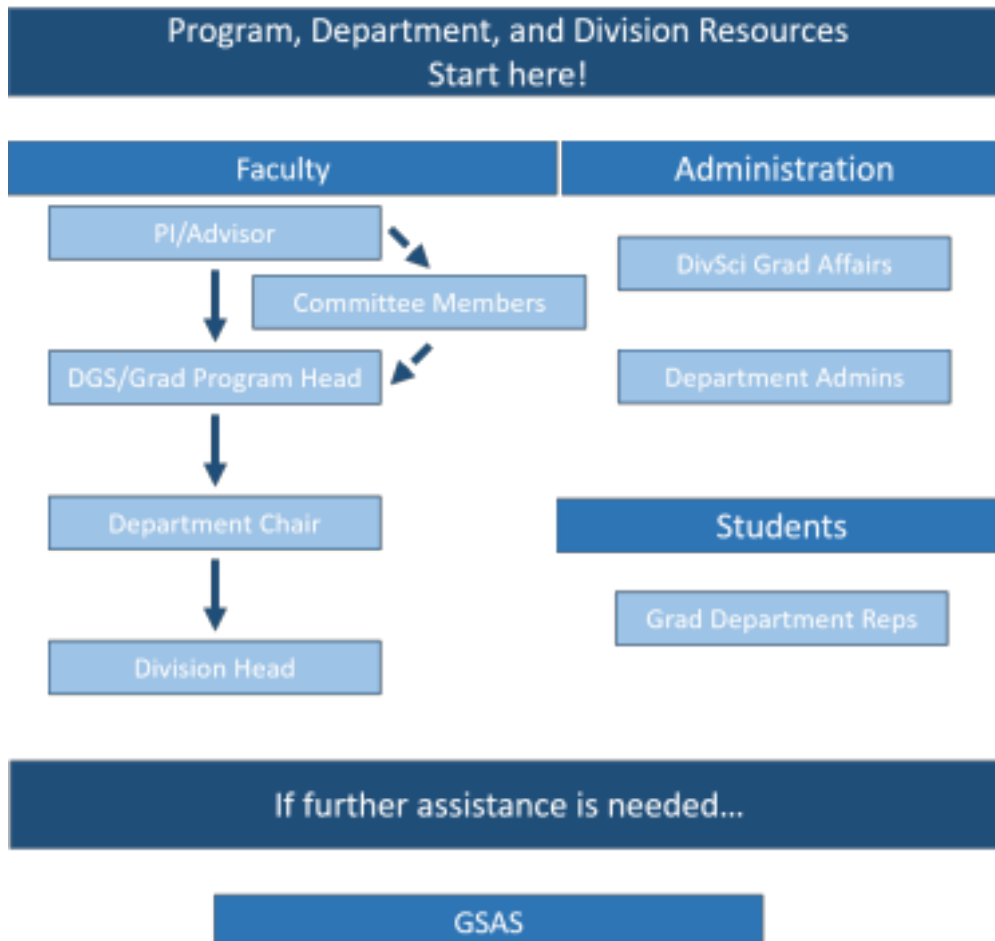 Program, Department, and Division Resources
Start here!
Faculty
Administration
PI/Advisor
DivSci Grad Affairs
Committee Members
DGS/Grad Program Head
Department Admins
Department Chair
Students
Grad Department Reps
Division Head
If further assistance is needed...
GSAS